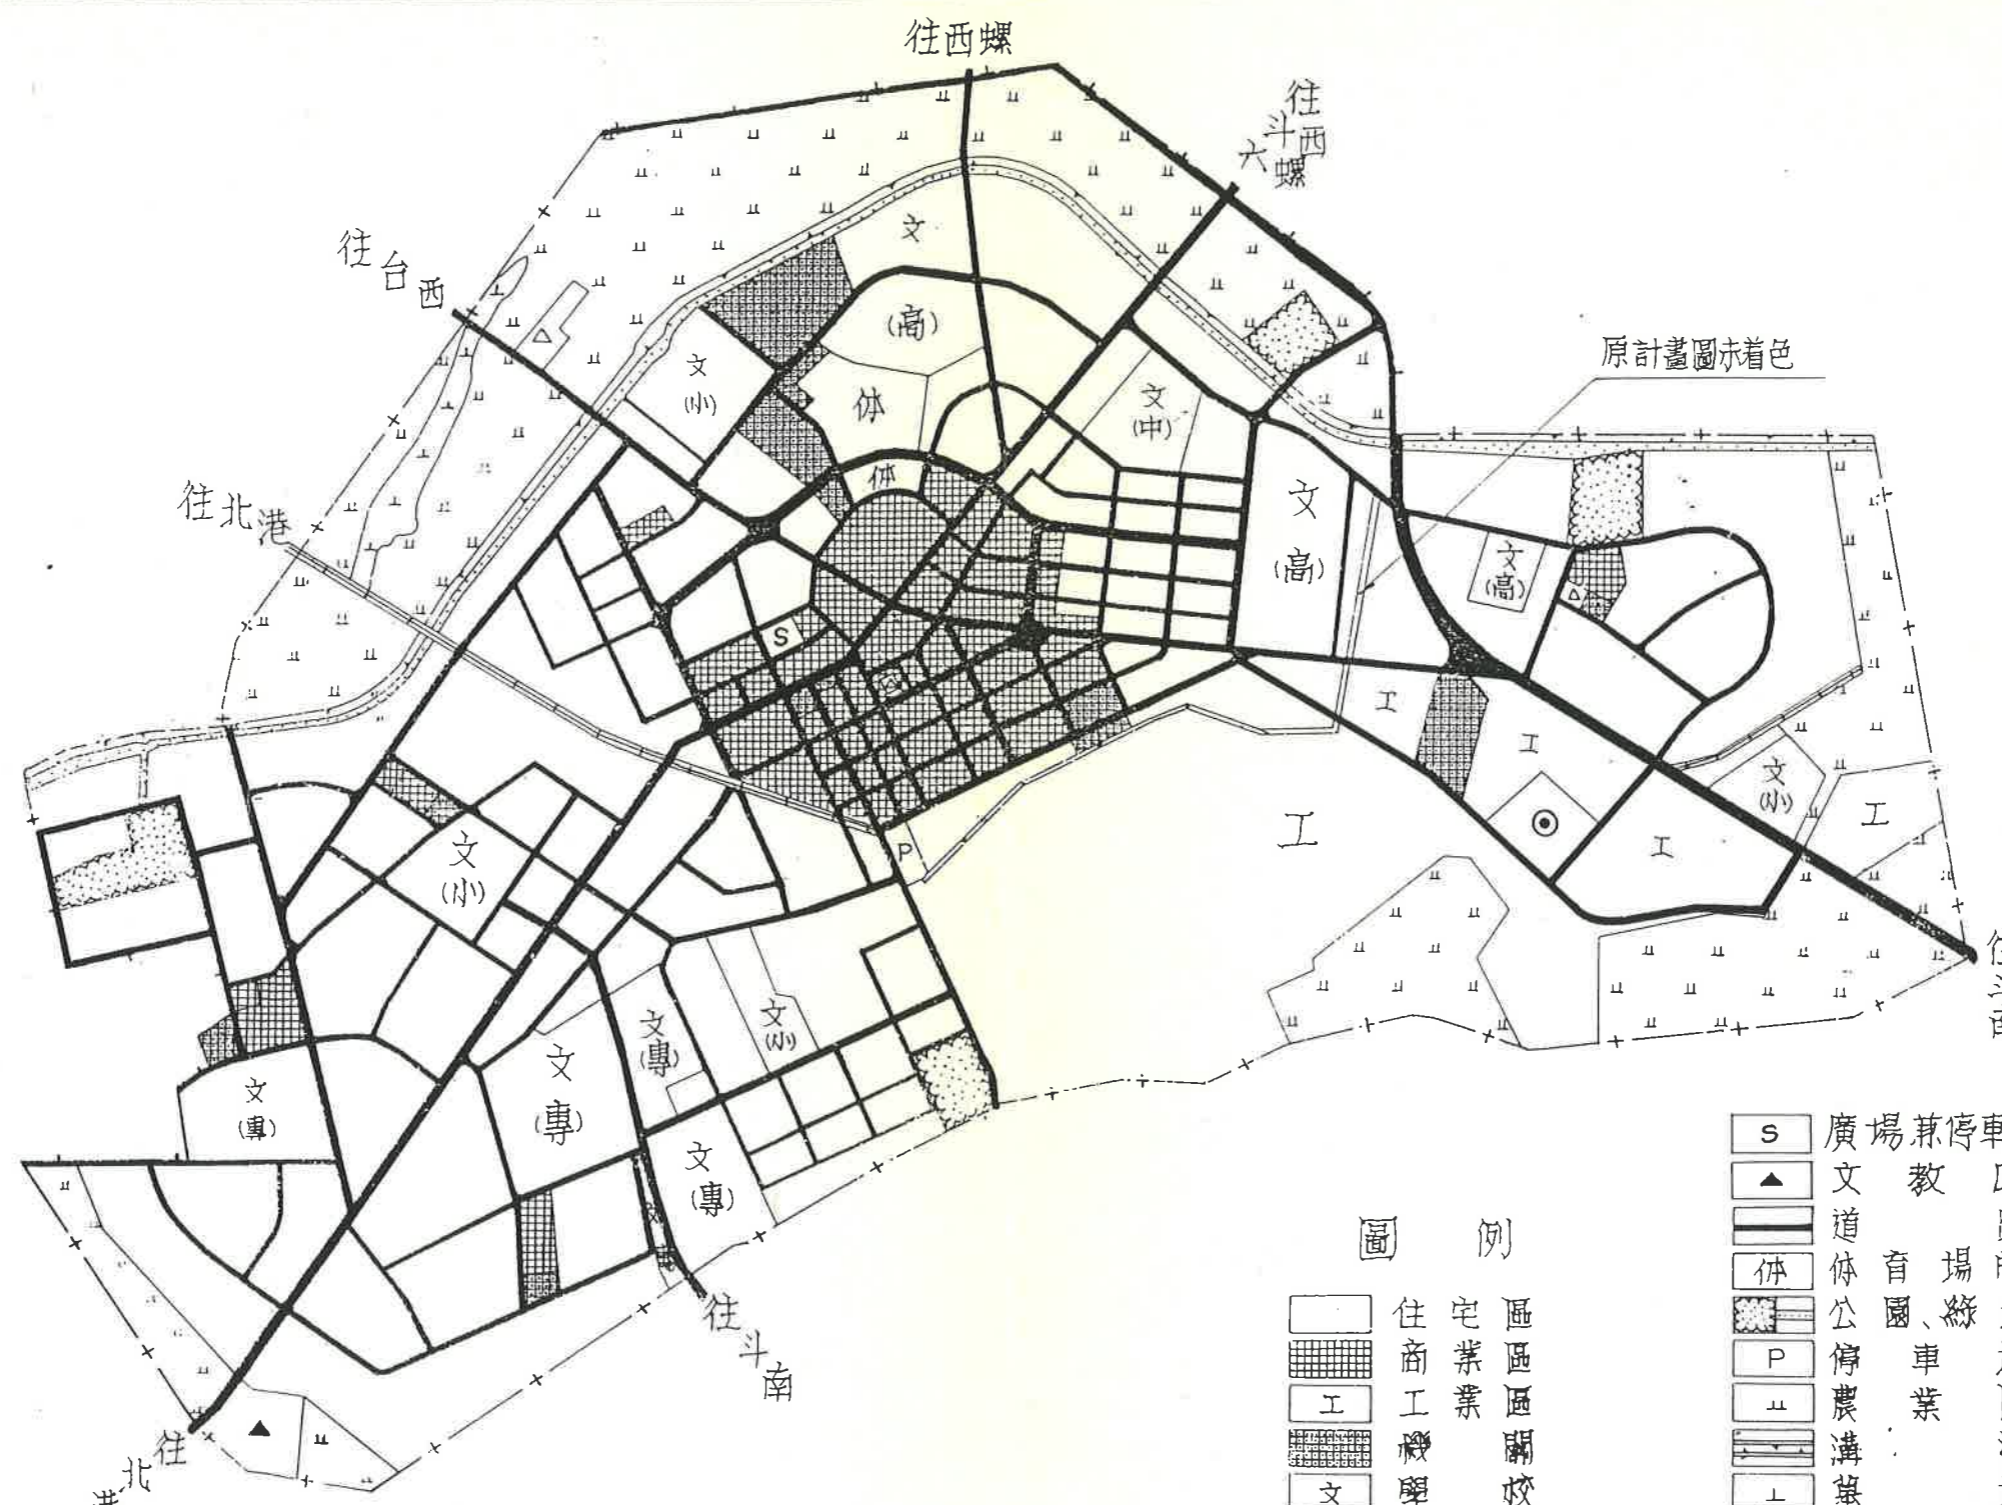 往西螺
往西螺
斗六
往台西
往北港
原計畫圖未着色
文
(高)
体
文
(小)
文
(中)
体
文
(高)
文
(高)
S
工
工
工
文
(小)
工
工
P
文
(小)
文
(專)
文
(小)
文
(專)
文
(專)
文
(專)
往斗南
往北港
圖例
住宅區
商業區
工 工業區
機關
文 學校
S 廣場兼停車
▲ 文教
道
体 体育場
公園、綠
P 停車
農業
溝